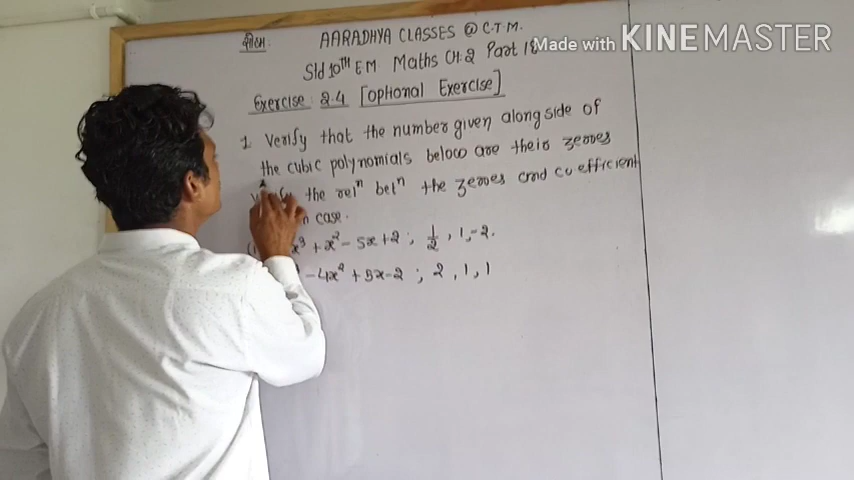 Made with KINEMASTER
AARADHYA CLASSES @ C.T.M.
Std 10TH E.M. Maths CH.2 Part 18
Exercise: 2.4 [Optional Exercise]
1 Verify that the number given alongside of
the cubic polynomials below are their zeroes
the relⁿ betⁿ the zeroes and coefficient
case.
x³ + x² - 5x + 2 ; 1/2 , 1, -2.
- 4x² + 5x - 2 ; 2 , 1, 1